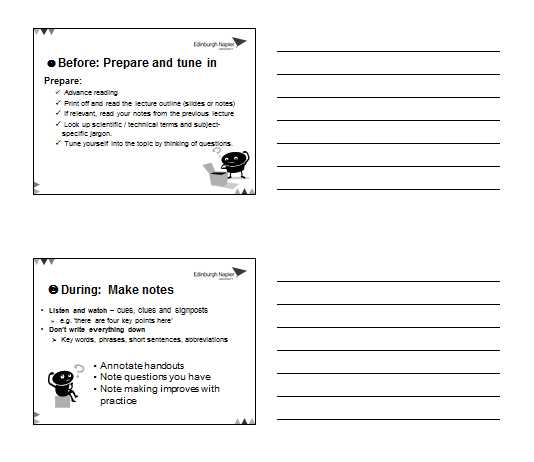 Edinburgh Napier
UNIVERSITY
❶ Before: Prepare and tune in
Prepare:
✓ Advance reading
✓ Print off and read the lecture outline (slides or notes)
✓ If relevant, read your notes from the previous lecture
✓ Look up scientific / technical terms and subject-
specific jargon.
✓ Tune yourself into the topic by thinking of questions.
?
Edinburgh Napier
UNIVERSITY
❷ During: Make notes
• Listen and watch – cues, clues and signposts
➢ e.g. 'there are four key points here'
• Don't write everything down
➢ Key words, phrases, short sentences, abbreviations
?
• Annotate handouts
• Note questions you have
• Note making improves with
practice